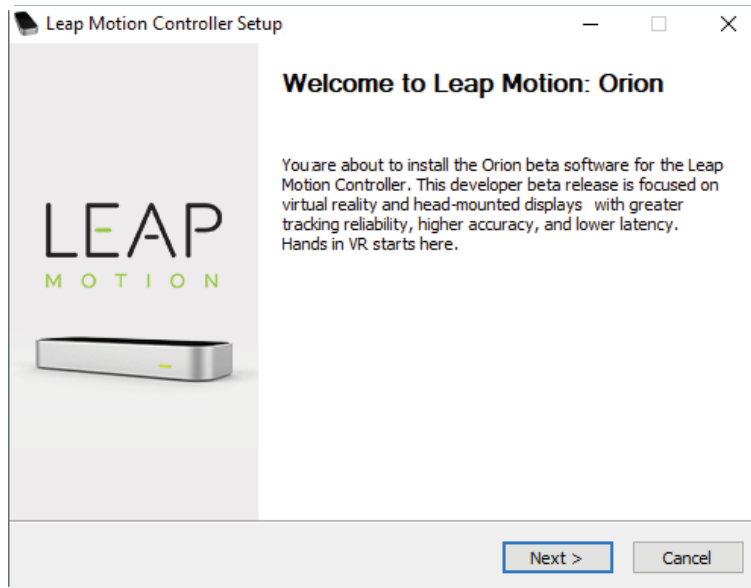 Leap Motion Controller Setup
Welcome to Leap Motion: Orion
You are about to install the Orion beta software for the Leap
Motion Controller. This developer beta release is focused on
virtual reality and head-mounted displays with greater
tracking reliability, higher accuracy, and lower latency.
Hands in VR starts here.
LEAP
MOTION
Next >
Cancel